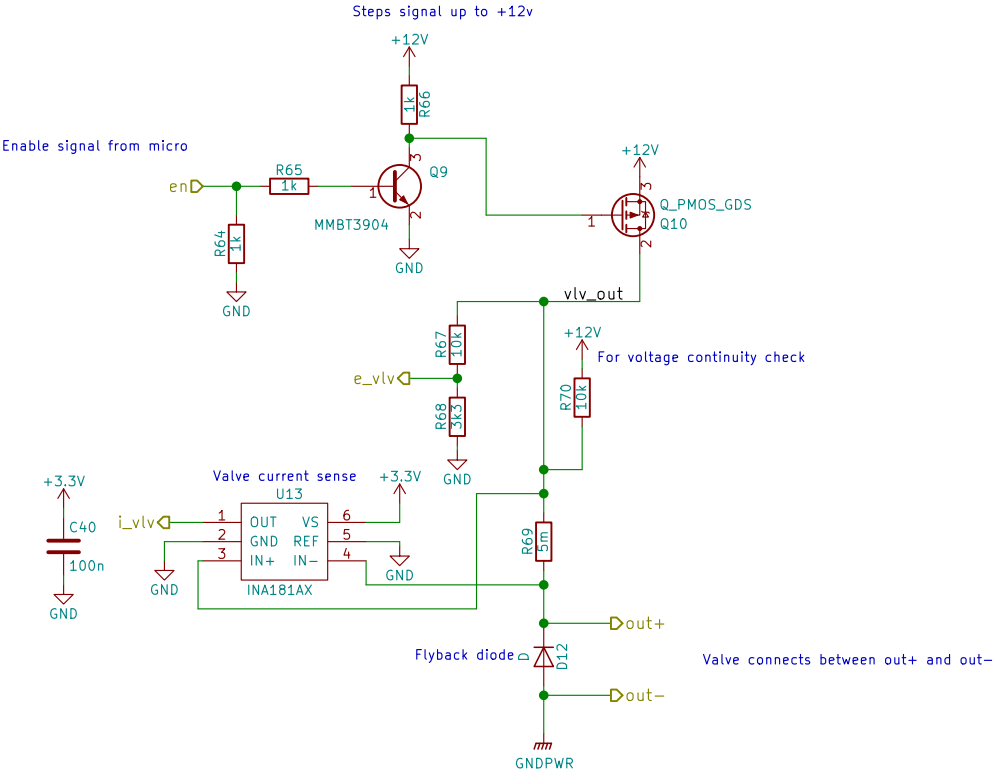 Steps signal up to +12v
+12V
1k
R66
Enable signal from micro
+12V
3
Q9
R65
en
1k
1
3
Q_PMOS_GDS
Q10
1
2
MMBT3904
R64
1k
2
GND
GND
vlv_out
+12V
R67
10k
For voltage continuity check
e_vlv
R70
10k
R68
3k3
GND
Valve current sense
+3.3V
+3.3V
U13
i_vlv
1
OUT
VS
6
C40
2
GND
REF
5
R69
5m
3
IN+
IN-
4
100n
GND
GND
INA181AX
GND
out+
Flyback diode
D
D12
Valve connects between out+ and out-
out-
GNDPWR